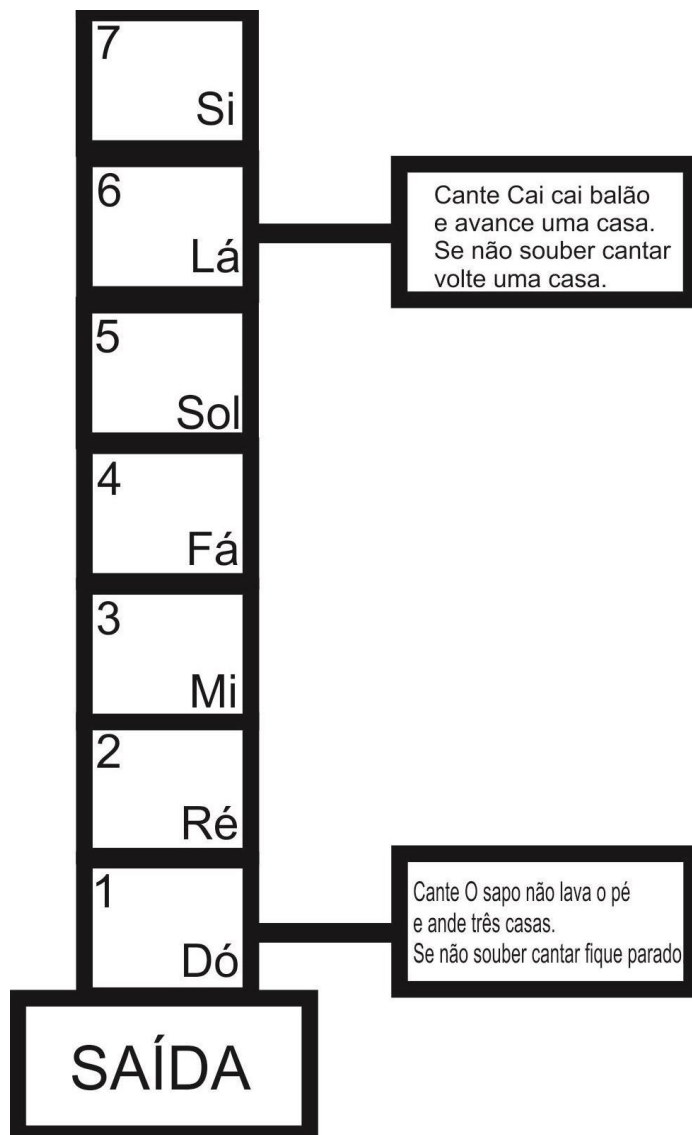 7
Si
6
Lá
Cante Cai cai balão
e avance uma casa.
Se não souber cantar
volte uma casa.
5
Sol
4
Fá
3
Mi
2
Ré
1
Dó
Cante O sapo não lava o pé
e ande três casas.
Se não souber cantar fique parado
SAÍDA